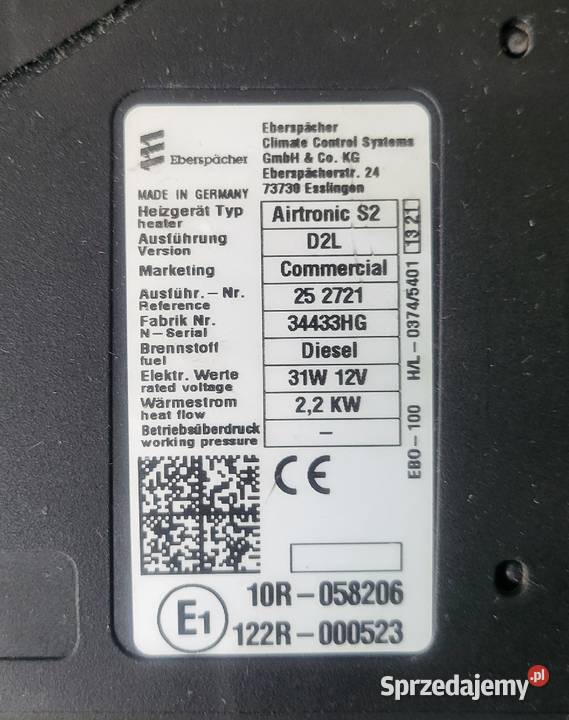 Eberspächer
Eberspächer
Climate Control Systems
GmbH & Co. KG
Eberspächerstr. 24
73730 Esslingen
MADE IN GERMANY
Heizgerät Typ
heater
Airtronic S2
Ausführung
Version
D2L
Marketing
Commercial
Ausführ. – Nr.
Reference
25 2721
Fabrik Nr.
N – Serial
34433HG
Brennstoff
fuel
Diesel
Elektr. Werte
rated voltage
31W 12V
Wärmestrom
heat flow
2,2 KW
Betriebsüberdruck
working pressure
–
13 21
EBO – 100 H/L – 0374/5401
CE
E1
10R – 058206
122R – 000523
Sprzedajemy.pl